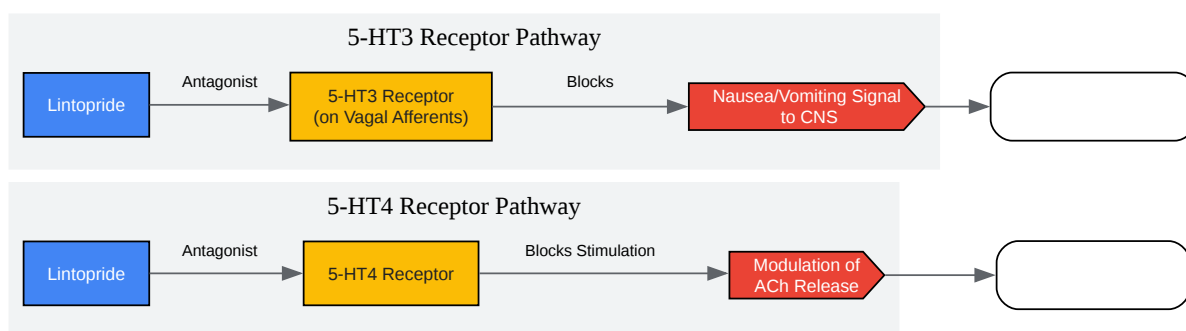 5-HT3 Receptor Pathway
Lintopride
Antagonist
5-HT3 Receptor
(on Vagal Afferents)
Blocks
Nausea/Vomiting Signal
to CNS
5-HT4 Receptor Pathway
Lintopride
Antagonist
5-HT4 Receptor
Blocks Stimulation
Modulation of
ACh Release